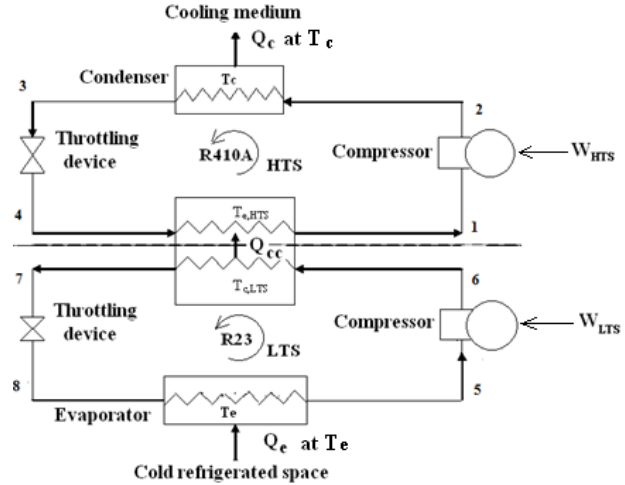 Cooling medium
Q_c at T_c
Condenser
T_c
3
2
Throttling
device
R410A
HTS
Compressor
W_HTS
4
T_e,HTS
1
Q_cc
7
T_c,LTS
6
Throttling
device
R23
LTS
Compressor
W_LTS
8
5
Evaporator
Te
Q_e at Te
Cold refrigerated space